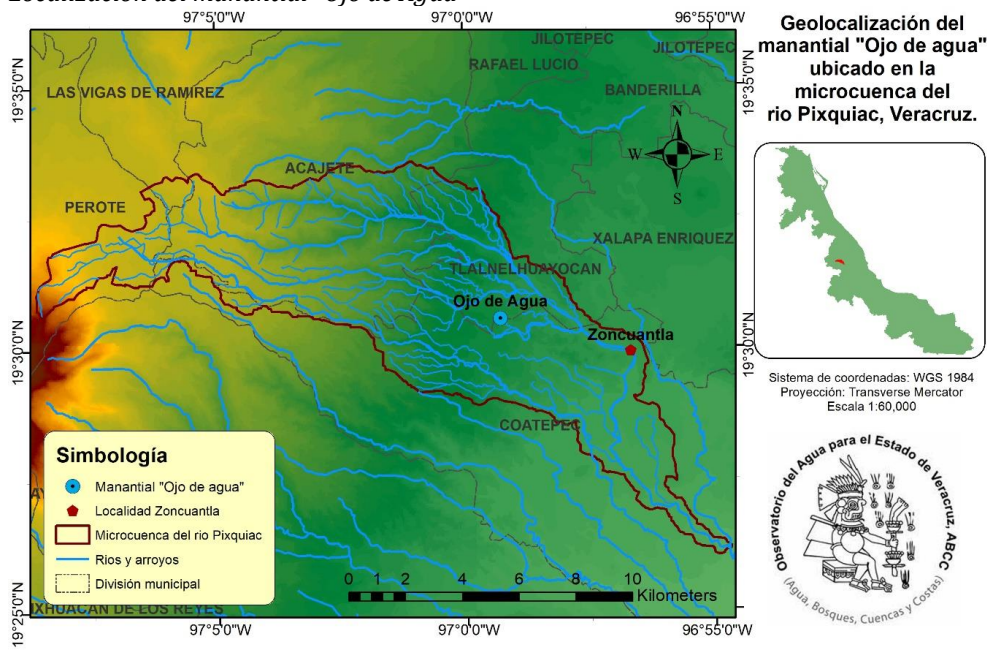 Localización del manantial "Ojo de Agua"
97°5'0"W 97°0'0"W 96°55'0"W
Geolocalización del
manantial "Ojo de agua"
ubicado en la
microcuenca del
rio Pixquiac, Veracruz.
19°35'0"N
19°35'0"N
JILOTEPEC
JILOTEPEC
RAFAEL LUCIO
LAS VIGAS DE RAMIREZ
BANDERILLA
N
W E
S
ACAJETE
PEROTE
XALAPA ENRIQUEZ
TLALNELHUAYOCAN
Ojo de Agua
Zoncuantla
19°30'0"N
19°30'0"N
COATEPEC
Sistema de coordenadas: WGS 1984
Proyección: Transverse Mercator
Escala 1:60,000
Simbología
Manantial "Ojo de agua"
Localidad Zoncuantla
Microcuenca del rio Pixquiac
Rios y arroyos
División municipal
0 1 2 4 6 8 10
Kilometers
IXHUACAN DE LOS REYES
19°25'0"N
97°5'0"W 97°0'0"W 96°55'0"W
Observatorio del Agua para el Estado de Veracruz, ABCC
(Agua, Bosques, Cuencas y Costas)